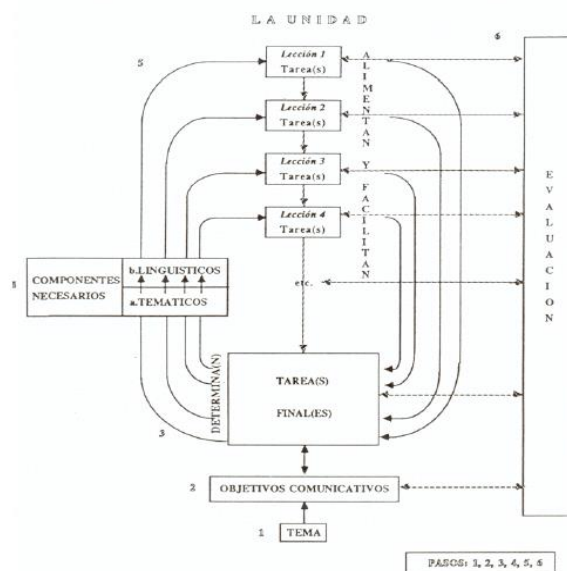 LA UNIDAD
6
5
Lección 1
Tarea(s)
Lección 2
Tarea(s)
Lección 3
Tarea(s)
Lección 4
Tarea(s)
ALIMENTAN Y FACILITAN
EVALUACION
COMPONENTES
NECESARIOS
b.LINGUISTICOS
a.TEMATICOS
etc.
DETERMINA(N)
TAREA(S)
FINAL(ES)
3
2
OBJETIVOS COMUNICATIVOS
1
TEMA
PASOS: 1, 2, 3, 4, 5, 6